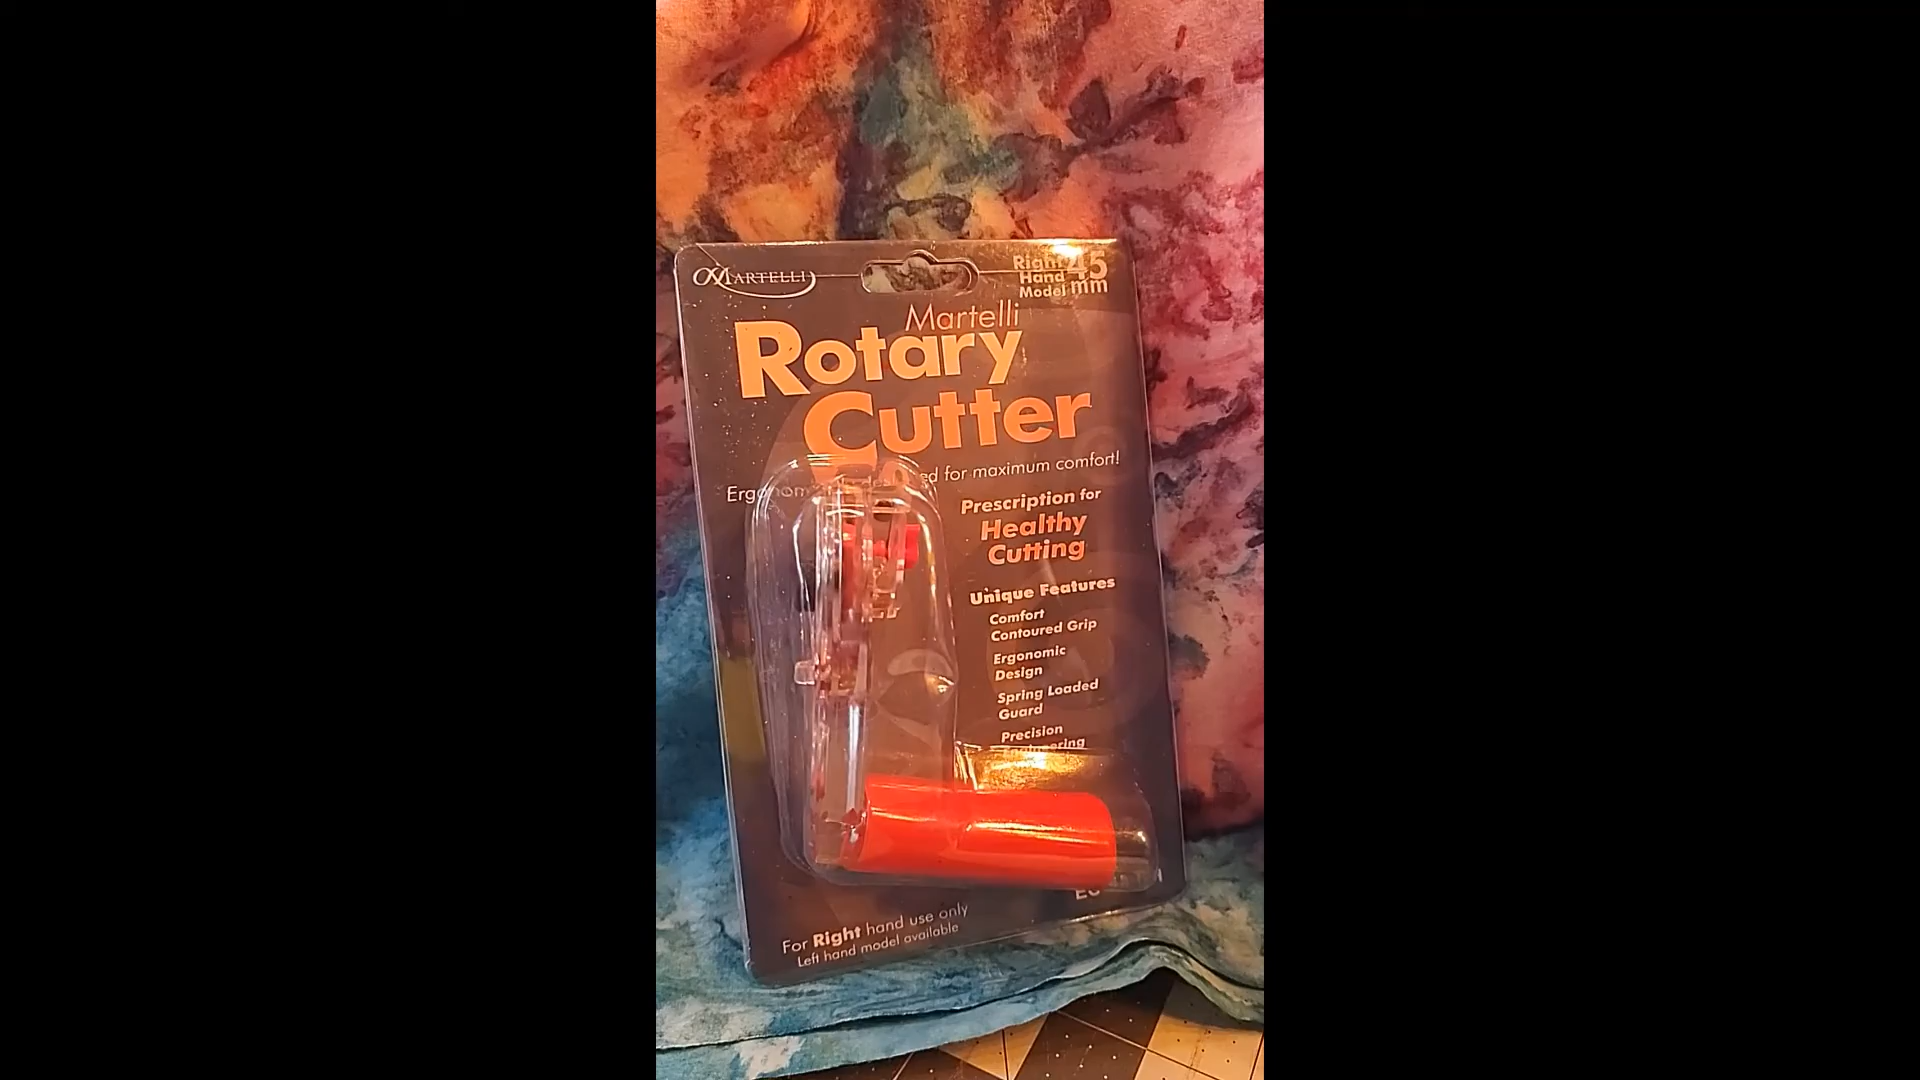 MARTELLI
Right
Hand
Model
45
mm
Martelli
Rotary
Cutter
for maximum comfort!
Prescription for
Healthy
Cutting
Unique Features
Comfort
Contoured Grip
Ergonomic
Design
Spring Loaded
Guard
Precision
Engineering
For Right hand use only
Left hand model available